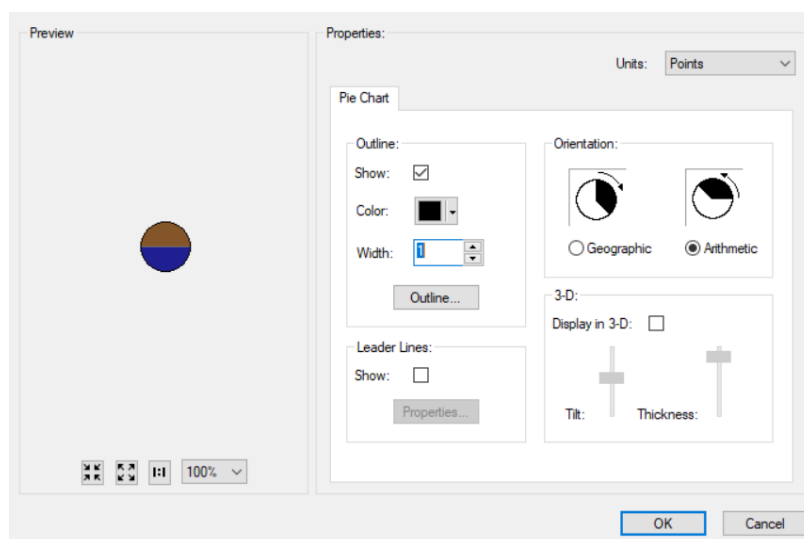 Preview
Properties:
Units: Points
Pie Chart
Outline:
Show:
Color:
Width: 1
Outline...
Orientation:
Geographic
Arithmetic
Leader Lines:
Show:
Properties...
3-D:
Display in 3-D:
Tilt:
Thickness:
1:1
100%
OK
Cancel